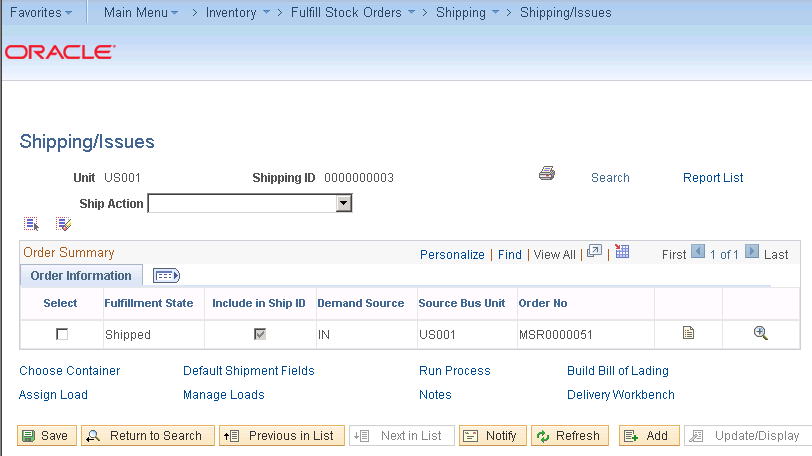 Favorites Main Menu > Inventory > Fulfill Stock Orders > Shipping > Shipping/Issues
ORACLE
Shipping/Issues
Unit US001 Shipping ID 0000000003 Search Report List
Ship Action
Order Summary Personalize | Find | View All | | First 1 of 1 Last
Order Information
Select Fulfillment State Include in Ship ID Demand Source Source Bus Unit Order No
Shipped IN US001 MSR0000051
Choose Container Default Shipment Fields Run Process Build Bill of Lading
Assign Load Manage Loads Notes Delivery Workbench
Save Return to Search Previous in List Next in List Notify Refresh Add Update/Display